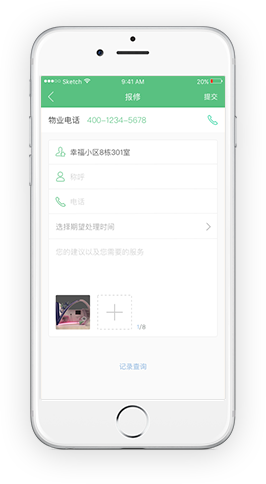 Sketch 9:41 AM 20%
报修 提交
物业电话 400-1234-5678
幸福小区8栋301室
称呼
电话
选择期望处理时间
您的建议以及您需要的服务
1/8
记录查询